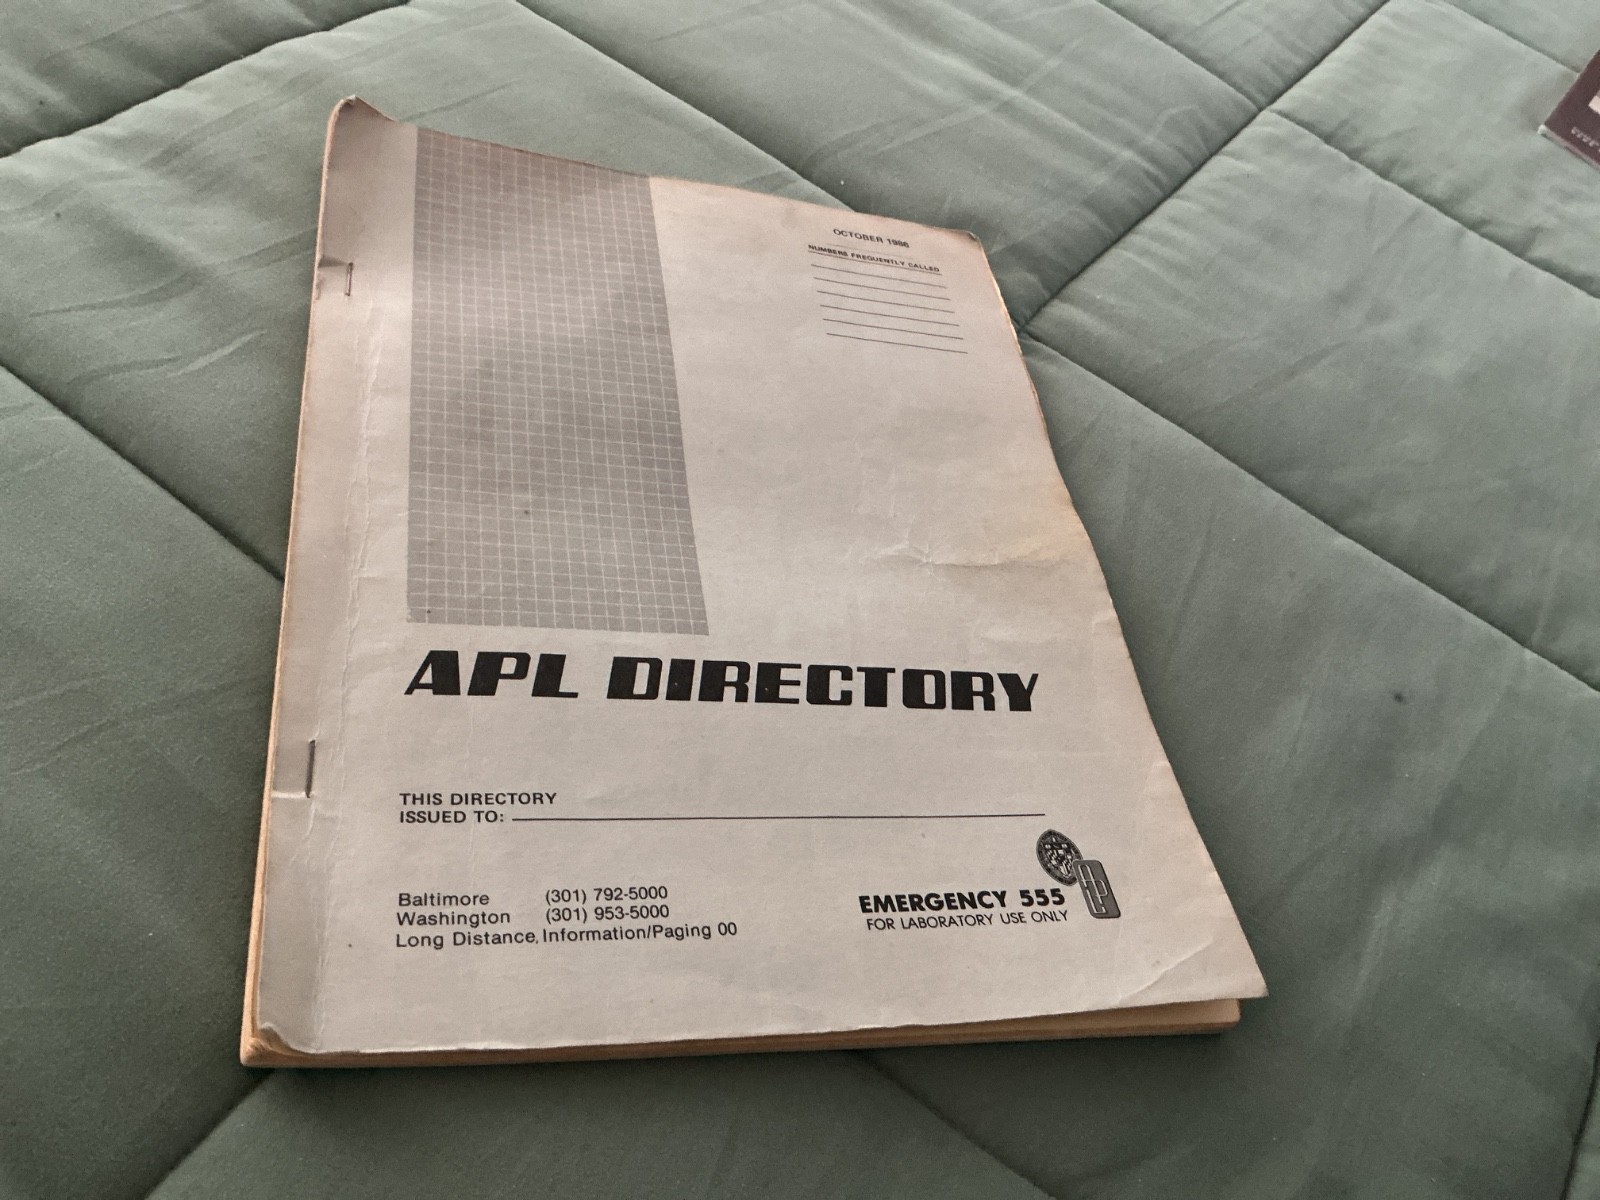 OCTOBER 1986
NUMBERS FREQUENTLY CALLED
APL DIRECTORY
THIS DIRECTORY
ISSUED TO:
Baltimore (301) 792-5000
Washington (301) 953-5000
Long Distance, Information/Paging 00
APL
EMERGENCY 555
FOR LABORATORY USE ONLY